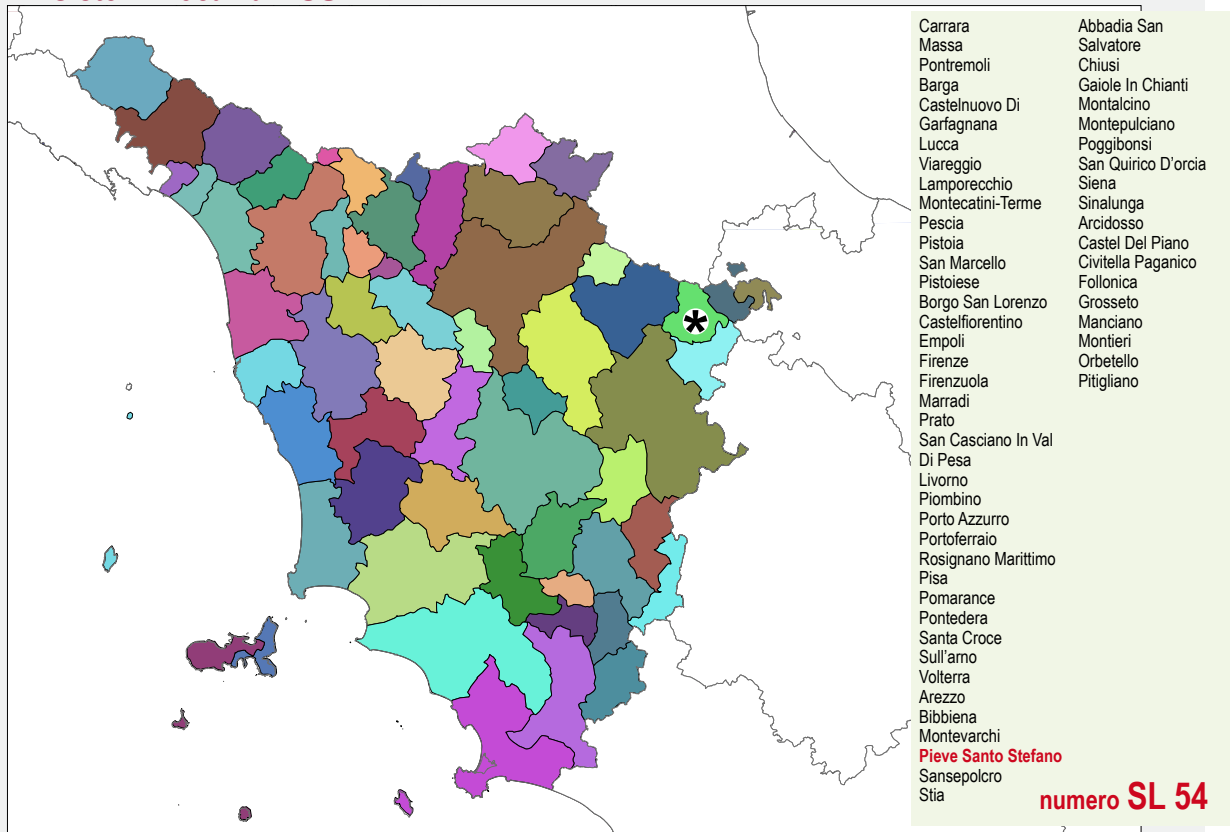 Carrara
Massa
Pontremoli
Barga
Castelnuovo Di
Garfagnana
Lucca
Viareggio
Lamporecchio
Montecatini-Terme
Pescia
Pistoia
San Marcello
Pistoiese
Borgo San Lorenzo
Castelfiorentino
Empoli
Firenze
Firenzuola
Marradi
Prato
San Casciano In Val
Di Pesa
Livorno
Piombino
Porto Azzurro
Portoferraio
Rosignano Marittimo
Pisa
Pomarance
Pontedera
Santa Croce
Sull'arno
Volterra
Arezzo
Bibbiena
Montevarchi
Pieve Santo Stefano
Sansepolcro
Stia
Abbadia San
Salvatore
Chiusi
Gaiole In Chianti
Montalcino
Montepulciano
Poggibonsi
San Quirico D'orcia
Siena
Sinalunga
Arcidosso
Castel Del Piano
Civitella Paganico
Follonica
Grosseto
Manciano
Montieri
Orbetello
Pitigliano
*
numero SL 54